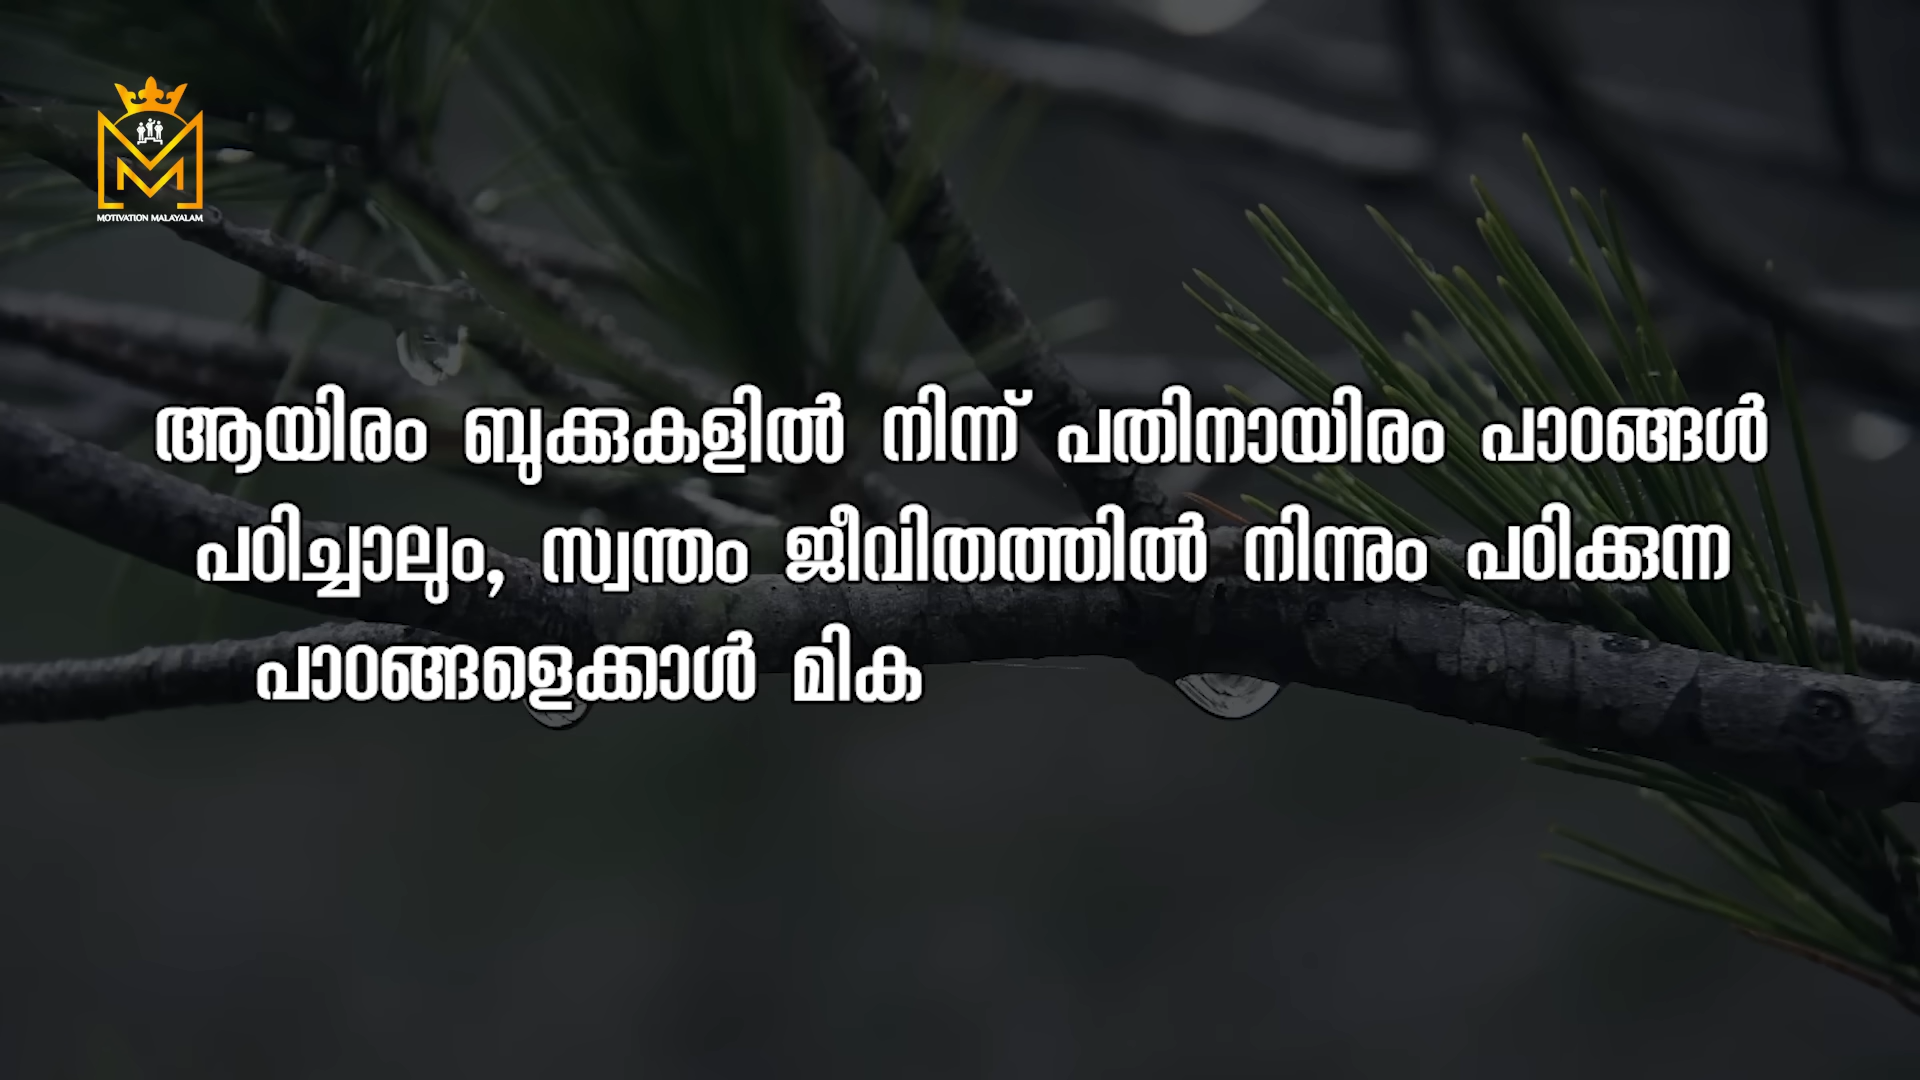 MOTIVATION MALAYALAM
ആയിരം ബുക്കുകളിൽ നിന്ന് പതിനായിരം പാഠങ്ങൾ
പഠിച്ചാലും, സ്വന്തം ജീവിതത്തിൽ നിന്നും പഠിക്കുന്ന
പാഠങ്ങളെക്കാൾ മിക